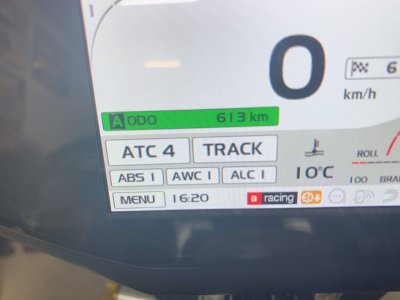 0
6
km/h
A ODO 613 km
ATC 4 TRACK
ABS 1 AWC 1 ALC 1
10°C
ROLL
100
MENU 16:20
a racing